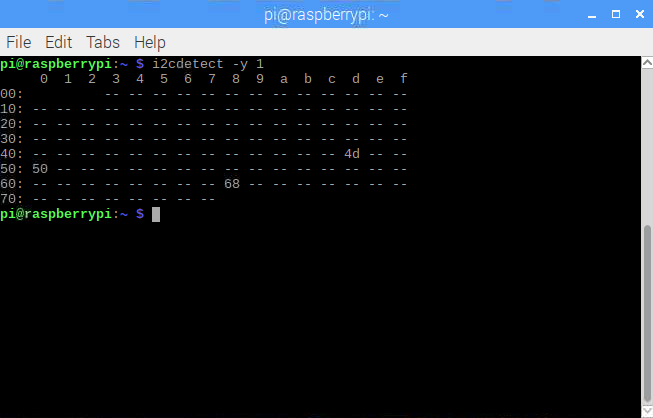 pi@raspberrypi: ~
File Edit Tabs Help
pi@raspberrypi:~ $ i2cdetect -y 1
     0  1  2  3  4  5  6  7  8  9  a  b  c  d  e  f
00:          -- -- -- -- -- -- -- -- -- -- -- -- --
10: -- -- -- -- -- -- -- -- -- -- -- -- -- -- -- --
20: -- -- -- -- -- -- -- -- -- -- -- -- -- -- -- --
30: -- -- -- -- -- -- -- -- -- -- -- -- -- -- -- --
40: -- -- -- -- -- -- -- -- -- -- -- -- -- 4d -- --
50: 50 -- -- -- -- -- -- -- -- -- -- -- -- -- -- --
60: -- -- -- -- -- -- -- -- 68 -- -- -- -- -- -- --
70: -- -- -- -- -- -- -- --
pi@raspberrypi:~ $